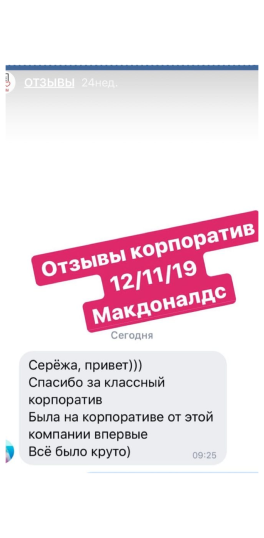 ОТЗЫВЫ 24нед.
Отзывы корпоратив
12/11/19
Макдоналдс
Сегодня
Серёжа, привет)))
Спасибо за классный
корпоратив
Была на корпоративе от этой
компании впервые
Всё было круто)
09:25